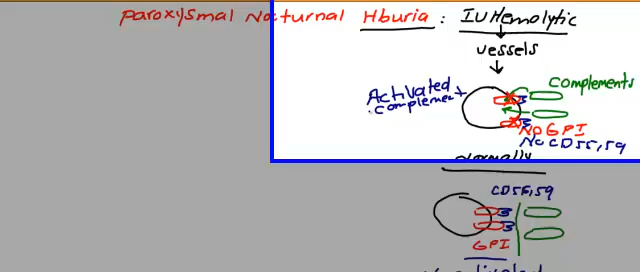 Paroxysmal Nocturnal Hburia : IV Hemolytic
vessels
Activated
complement
complements
NO GPI
NO CD55,59
Normally
CD55,59
GPI